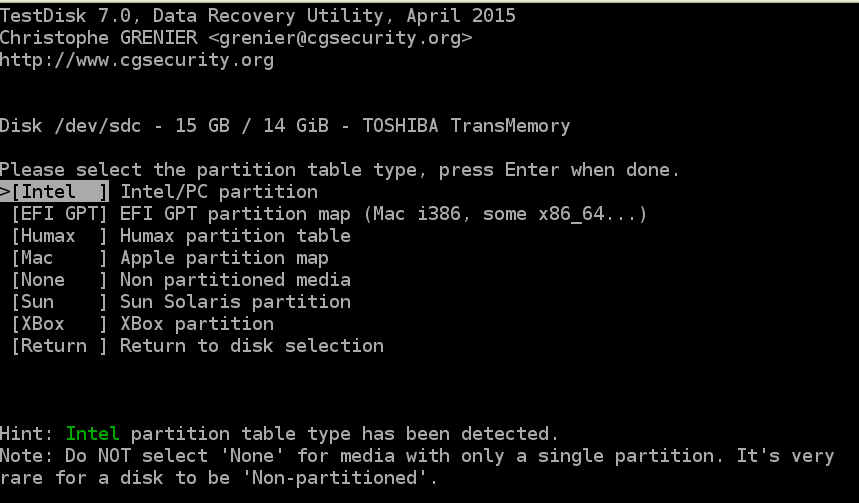 TestDisk 7.0, Data Recovery Utility, April 2015
Christophe GRENIER <grenier@cgsecurity.org>
http://www.cgsecurity.org
Disk /dev/sdc - 15 GB / 14 GiB - TOSHIBA TransMemory
Please select the partition table type, press Enter when done.
>[Intel  ] Intel/PC partition
 [EFI GPT] EFI GPT partition map (Mac i386, some x86_64...)
 [Humax  ] Humax partition table
 [Mac    ] Apple partition map
 [None   ] Non partitioned media
 [Sun    ] Sun Solaris partition
 [XBox   ] XBox partition
 [Return ] Return to disk selection
Hint: Intel partition table type has been detected.
Note: Do NOT select 'None' for media with only a single partition. It's very
rare for a disk to be 'Non-partitioned'.